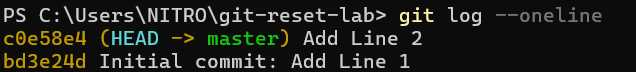 PS C:\Users\NITRO\git-reset-lab> git log --oneline
c0e58e4 (HEAD -> master) Add Line 2
bd3e24d Initial commit: Add Line 1